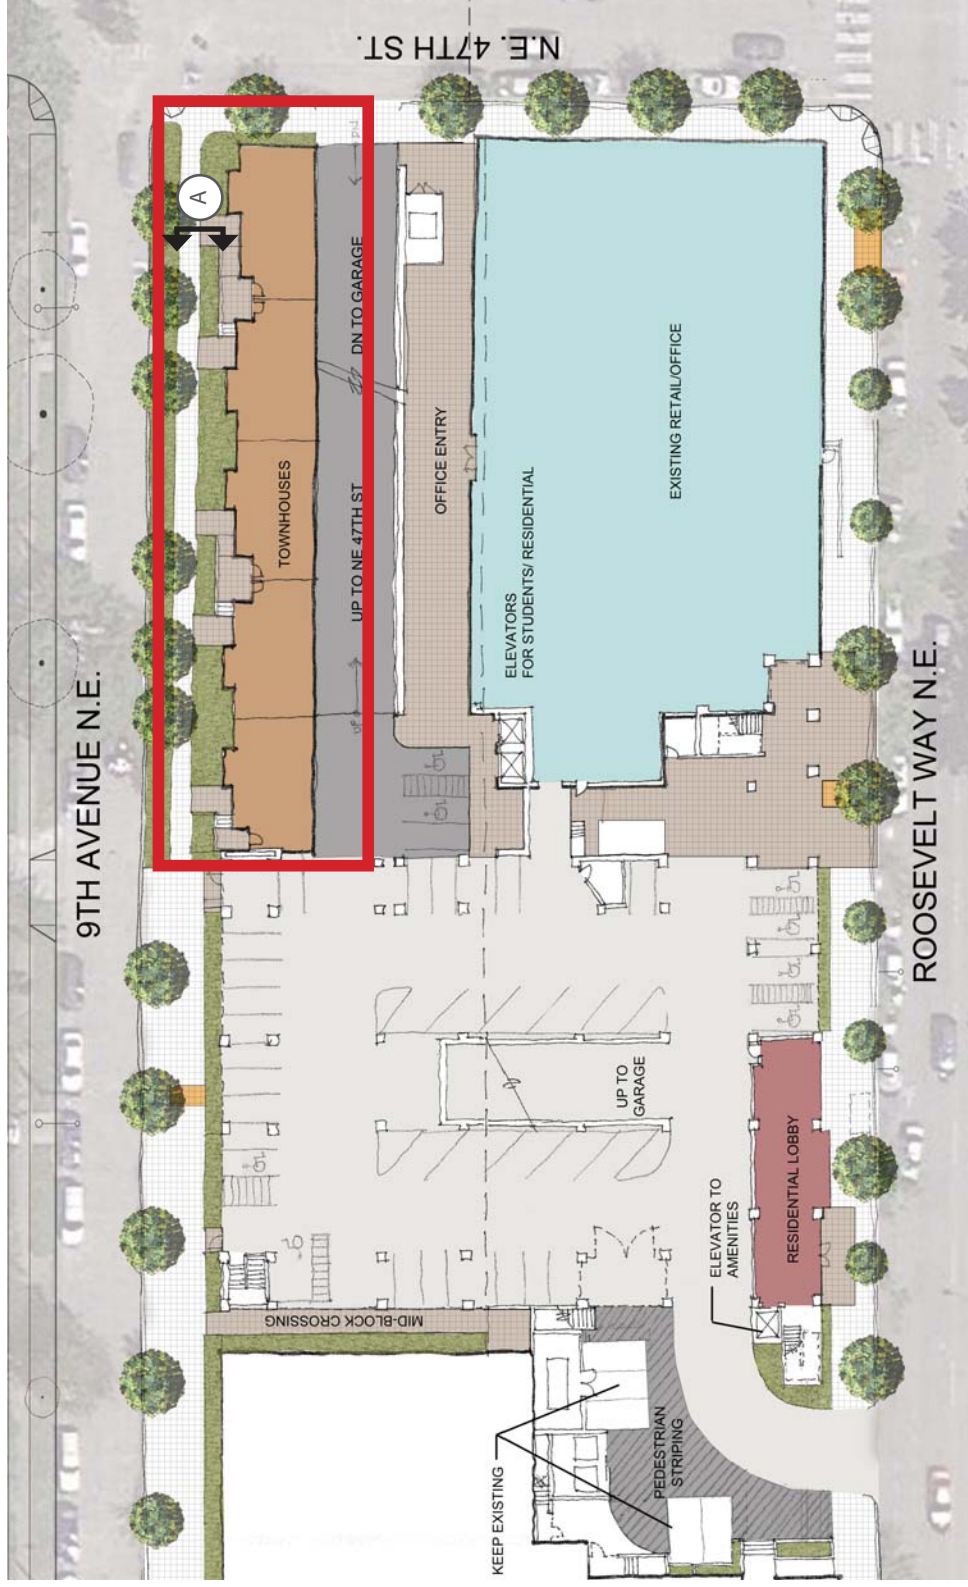 N.E. 47TH ST.
A
DN
DN TO GARAGE
UP TO NE 47TH ST
UP
TOWNHOUSES
OFFICE ENTRY
EXISTING RETAIL/OFFICE
ELEVATORS
FOR STUDENTS/ RESIDENTIAL
9TH AVENUE N.E.
ROOSEVELT WAY N.E.
UP TO
GARAGE
RESIDENTIAL LOBBY
ELEVATOR TO
AMENITIES
MID-BLOCK CROSSING
KEEP EXISTING
PEDESTRIAN
STRIPING